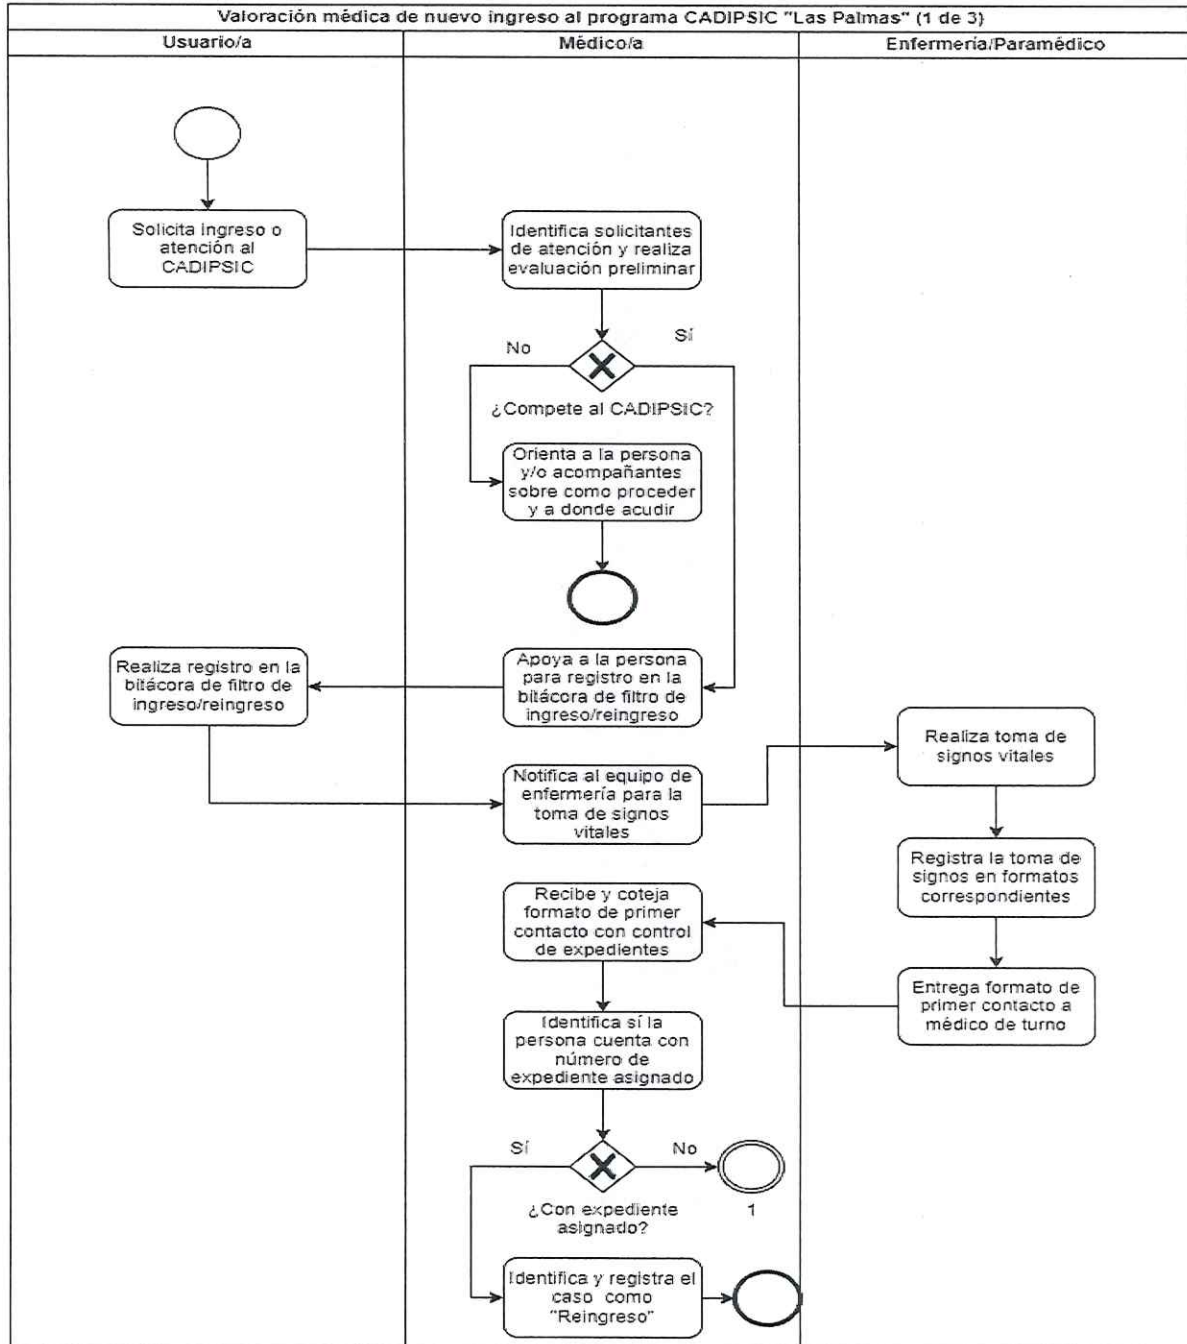 Valoración médica de nuevo ingreso al programa CADIPSIC "Las Palmas" (1 de 3)
Usuario/a
Médico/a
Enfermería/Paramédico
Solicita ingreso o
atención al
CADIPSIC
Identifica solicitantes
de atención y realiza
evaluación preliminar
No
Sí
¿Compete al CADIPSIC?
Orienta a la persona
y/o acompañantes
sobre como proceder
y a donde acudir
Realiza registro en la
bitácora de filtro de
ingreso/reingreso
Apoya a la persona
para registro en la
bitácora de filtro de
ingreso/reingreso
Realiza toma de
signos vitales
Notifica al equipo de
enfermería para la
toma de signos
vitales
Registra la toma de
signos en formatos
correspondientes
Recibe y coteja
formato de primer
contacto con control
de expedientes
Entrega formato de
primer contacto a
médico de turno
Identifica sí la
persona cuenta con
número de
expediente asignado
Sí
No
¿Con expediente
asignado?
1
Identifica y registra el
caso como
"Reingreso"